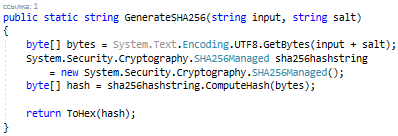 ссылка: 1
public static string GenerateSHA256(string input, string salt)
{
byte[] bytes = System.Text.Encoding.UTF8.GetBytes(input + salt);
System.Security.Cryptography.SHA256Managed sha256hashstring
= new System.Security.Cryptography.SHA256Managed();
byte[] hash = sha256hashstring.ComputeHash(bytes);
return ToHex(hash);
}